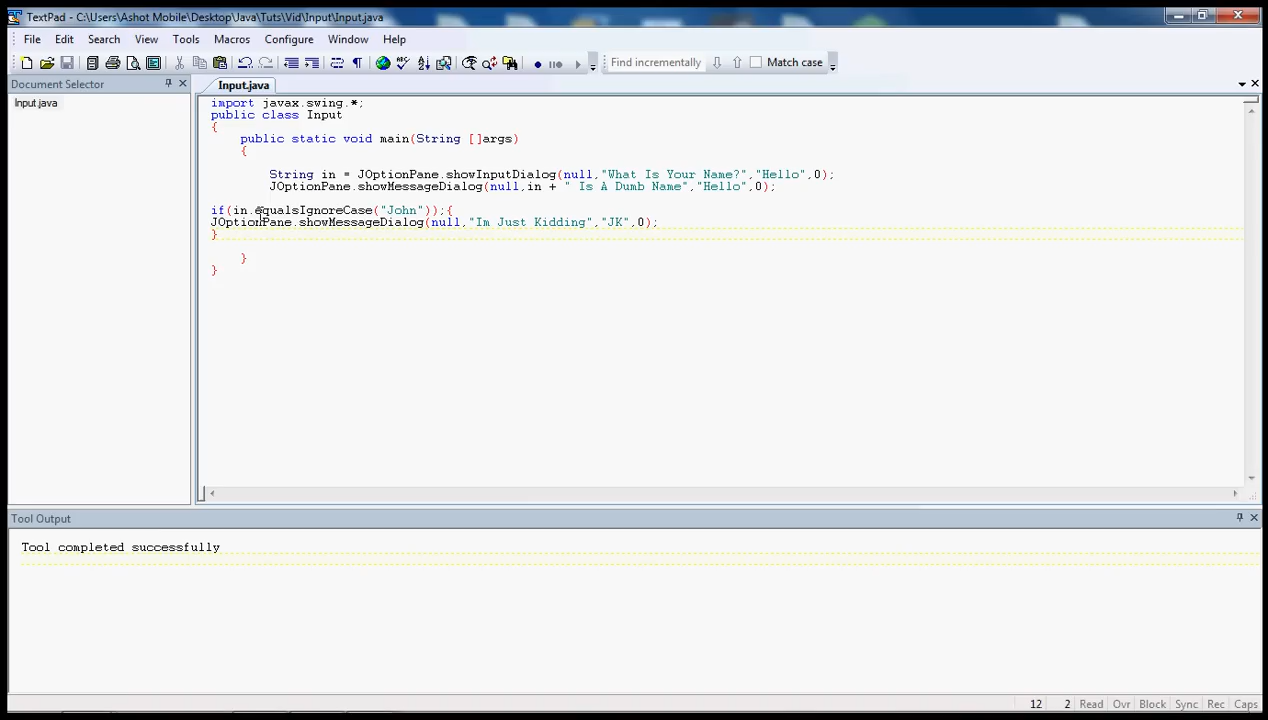 TextPad - C:\Users\Ashot Mobile\Desktop\Java\Tuts\Vid\Input\Input.java
File Edit Search View Tools Macros Configure Window Help
Find incrementally Match case
Document Selector
Input.java
Input.java
import javax.swing.*;
public class Input
{
public static void main(String []args)
{
String in = JOptionPane.showInputDialog(null,"What Is Your Name?","Hello",0);
JOptionPane.showMessageDialog(null,in + " Is A Dumb Name","Hello",0);
if(in.equalsIgnoreCase("John"));{
JOptionPane.showMessageDialog(null,"Im Just Kidding","JK",0);
}
}
}
Tool Output
Tool completed successfully
12 2 Read Ovr Block Sync Rec Caps